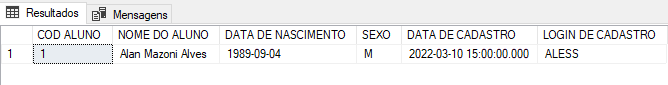 Resultados Mensagens
COD ALUNO NOME DO ALUNO DATA DE NASCIMENTO SEXO DATA DE CADASTRO LOGIN DE CADASTRO
1 1 Alan Mazoni Alves 1989-09-04 M 2022-03-10 15:00:00.000 ALESS